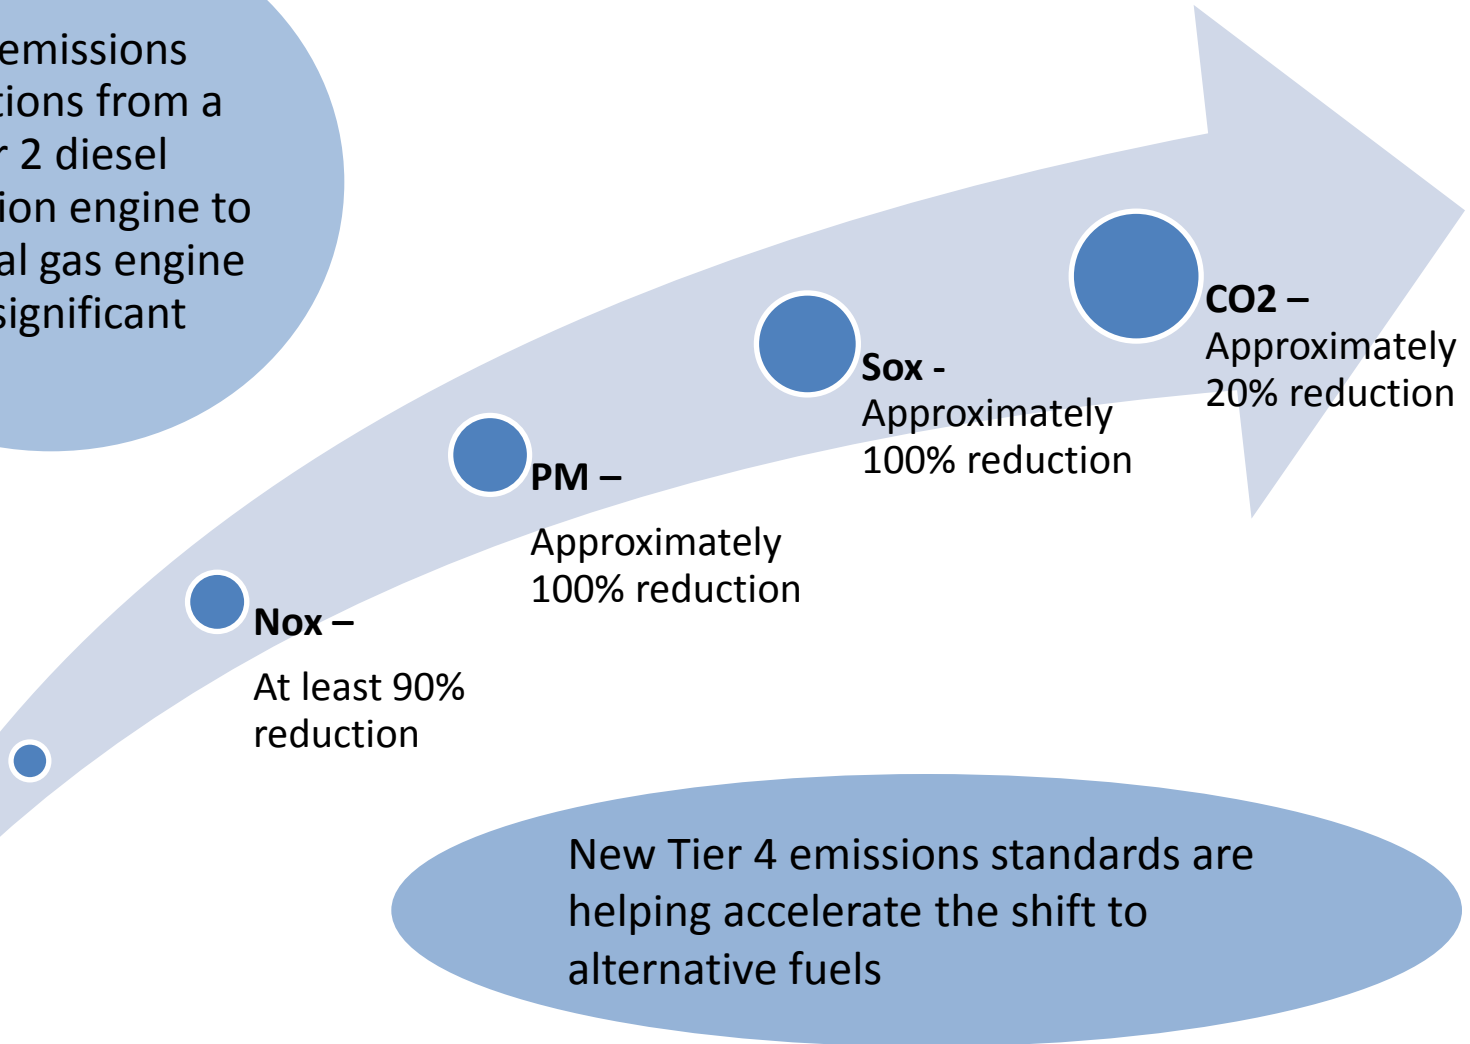 emissions
tions from a
r 2 diesel
ion engine to
al gas engine
significant
CO2 –
Approximately
20% reduction
Sox -
Approximately
100% reduction
PM –
Approximately
100% reduction
Nox –
At least 90%
reduction
New Tier 4 emissions standards are
helping accelerate the shift to
alternative fuels